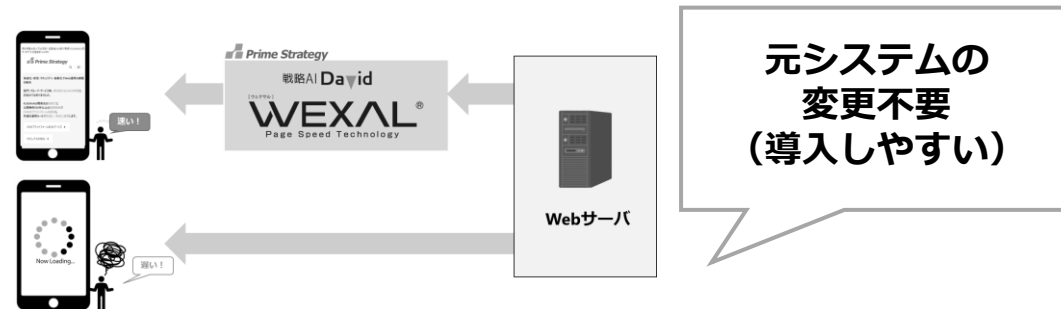 Prime Strategy
速い！
Prime Strategy
戦略AI David
[ウェクサル]
WEXAL®
Page Speed Technology
Webサーバ
元システムの
変更不要
（導入しやすい）
Now Loading...
遅い！